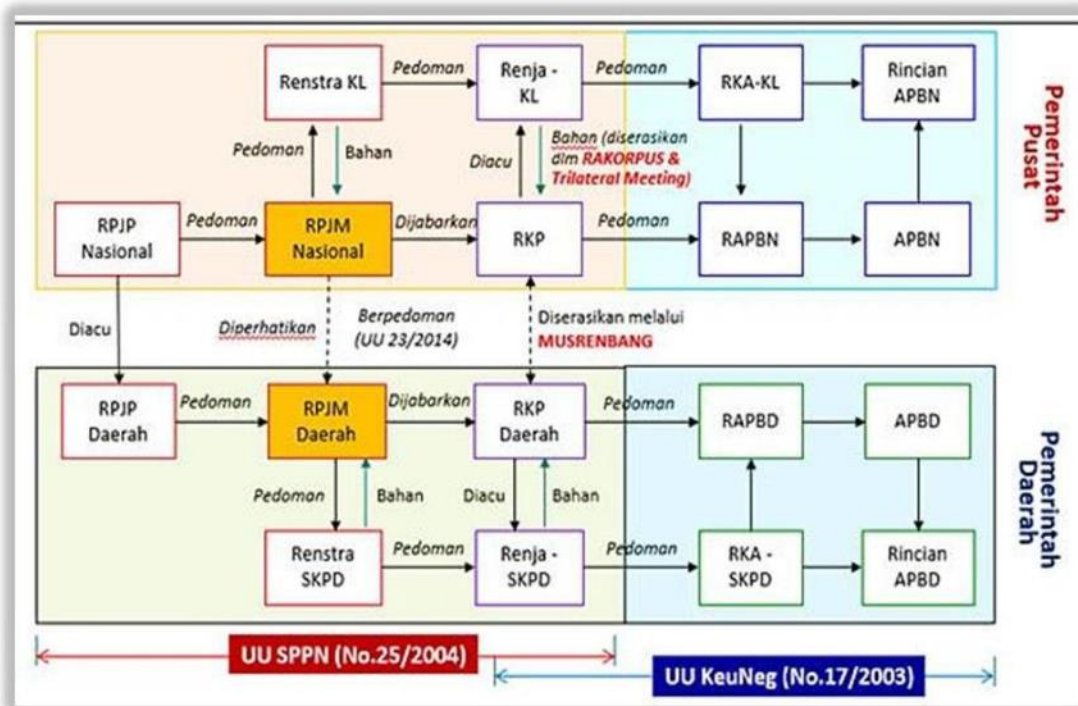 Renstra KL
Pedoman
Renja -
KL
Pedoman
RKA-KL
Rincian
APBN
Pedoman
Bahan
Diacu
Bahan (diserasikan
dlm RAKORPUS &
Trilateral Meeting)
RPJP
Nasional
Pedoman
RPJM
Nasional
Dijabarkan
RKP
Pedoman
RAPBN
APBN
Pemerintah
Pusat
Diacu
Diperhatikan
Berpedoman
(UU 23/2014)
Diserasikan melalui
MUSRENBANG
RPJP
Daerah
Pedoman
RPJM
Daerah
Dijabarkan
RKP
Daerah
Pedoman
RAPBD
APBD
Pedoman
Bahan
Diacu
Bahan
Renstra
SKPD
Pedoman
Renja -
SKPD
Pedoman
RKA -
SKPD
Rincian
APBD
Pemerintah
Daerah
UU SPPN (No.25/2004)
UU KeuNeg (No.17/2003)